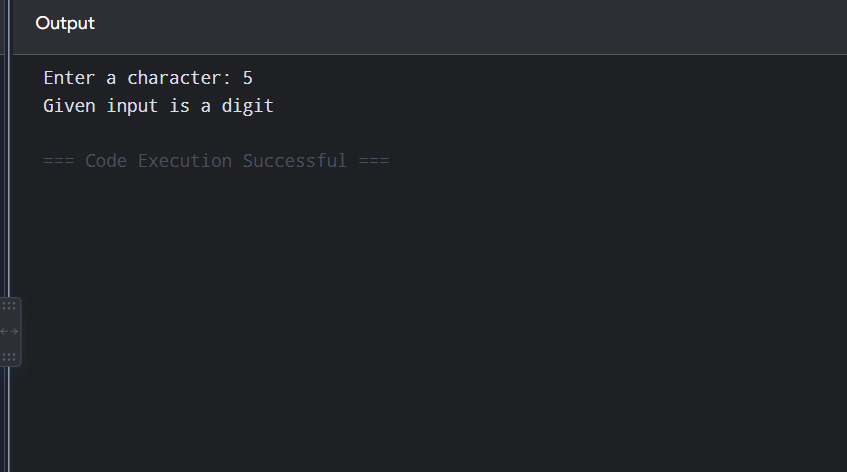 Output
Enter a character: 5
Given input is a digit
=== Code Execution Successful ===